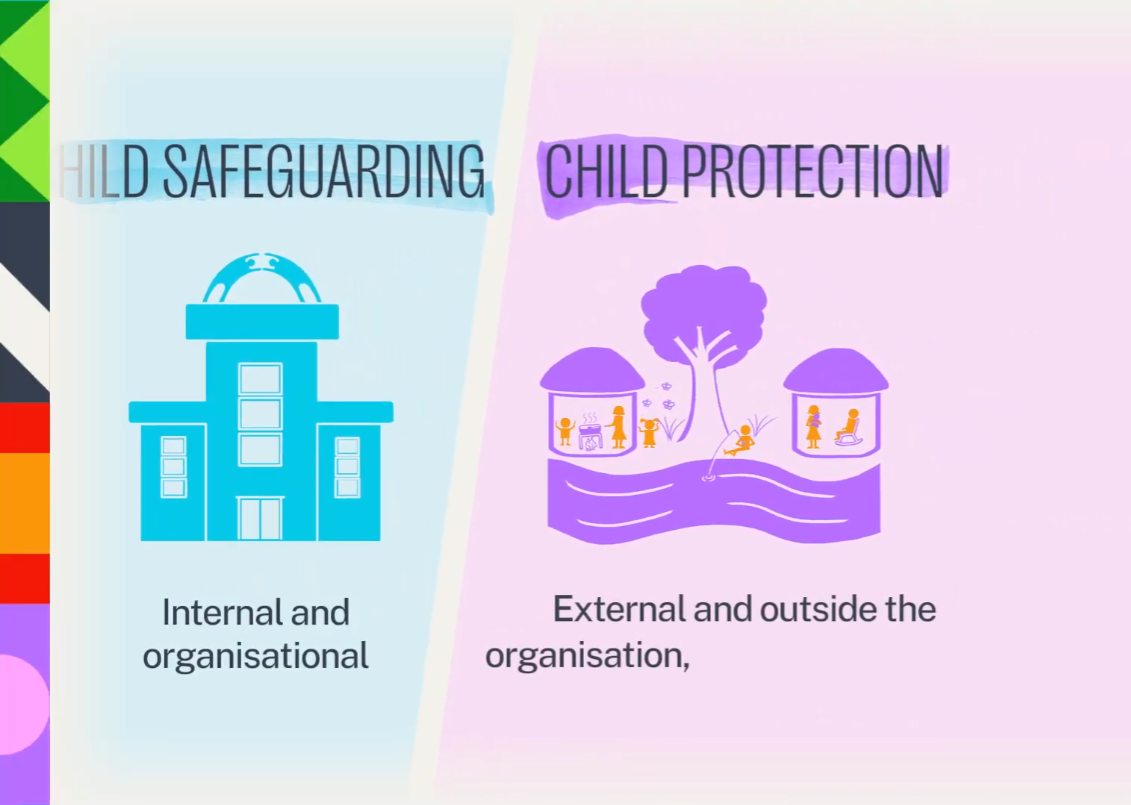 HILD SAFEGUARDING
CHILD PROTECTION
Internal and
organisational
External and outside the
organisation,